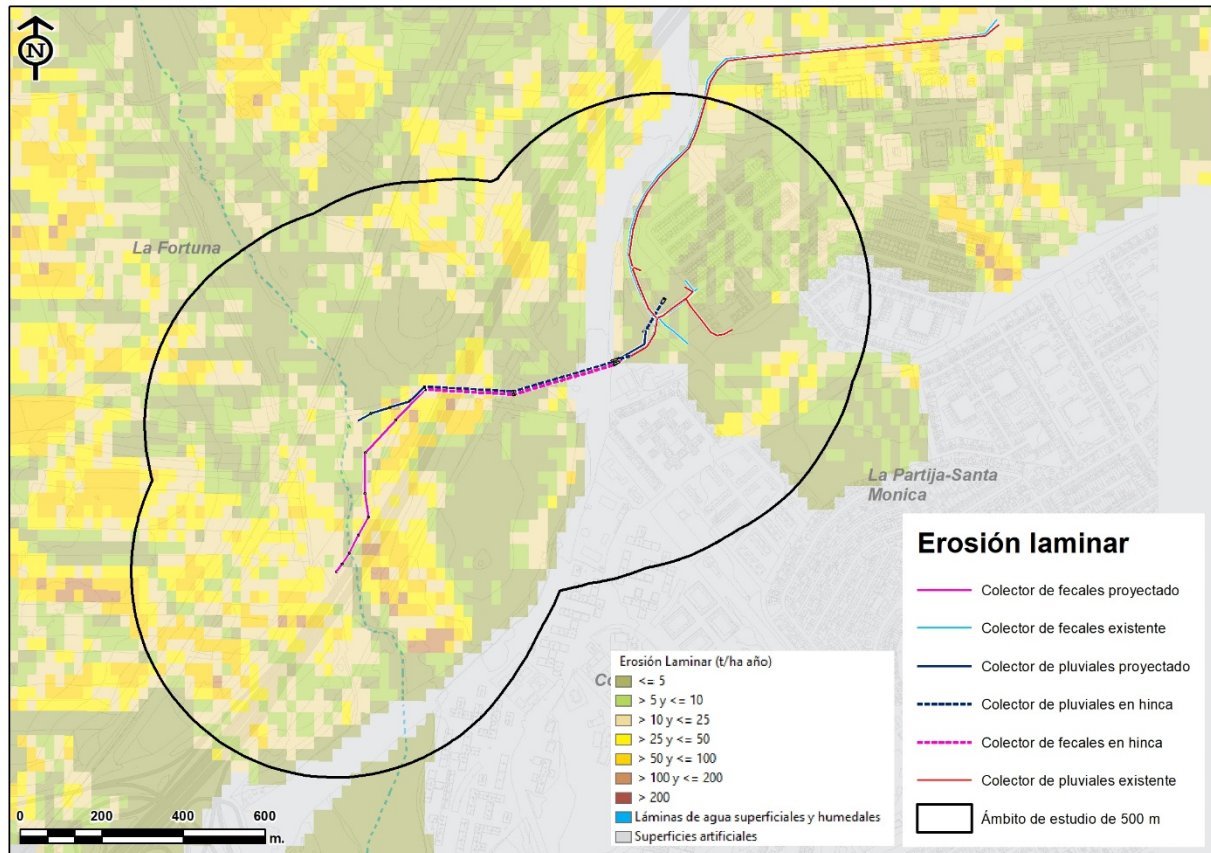 N
La Fortuna
La Partija-Santa
Monica
Co
Erosión laminar
Colector de fecales proyectado
Colector de fecales existente
Colector de pluviales proyectado
Colector de pluviales en hinca
Colector de fecales en hinca
Colector de pluviales existente
Ámbito de estudio de 500 m
Erosión Laminar (t/ha año)
<= 5
> 5 y <= 10
> 10 y <= 25
> 25 y <= 50
> 50 y <= 100
> 100 y <= 200
> 200
Láminas de agua superficiales y humedales
Superficies artificiales
0 200 400 600
m.